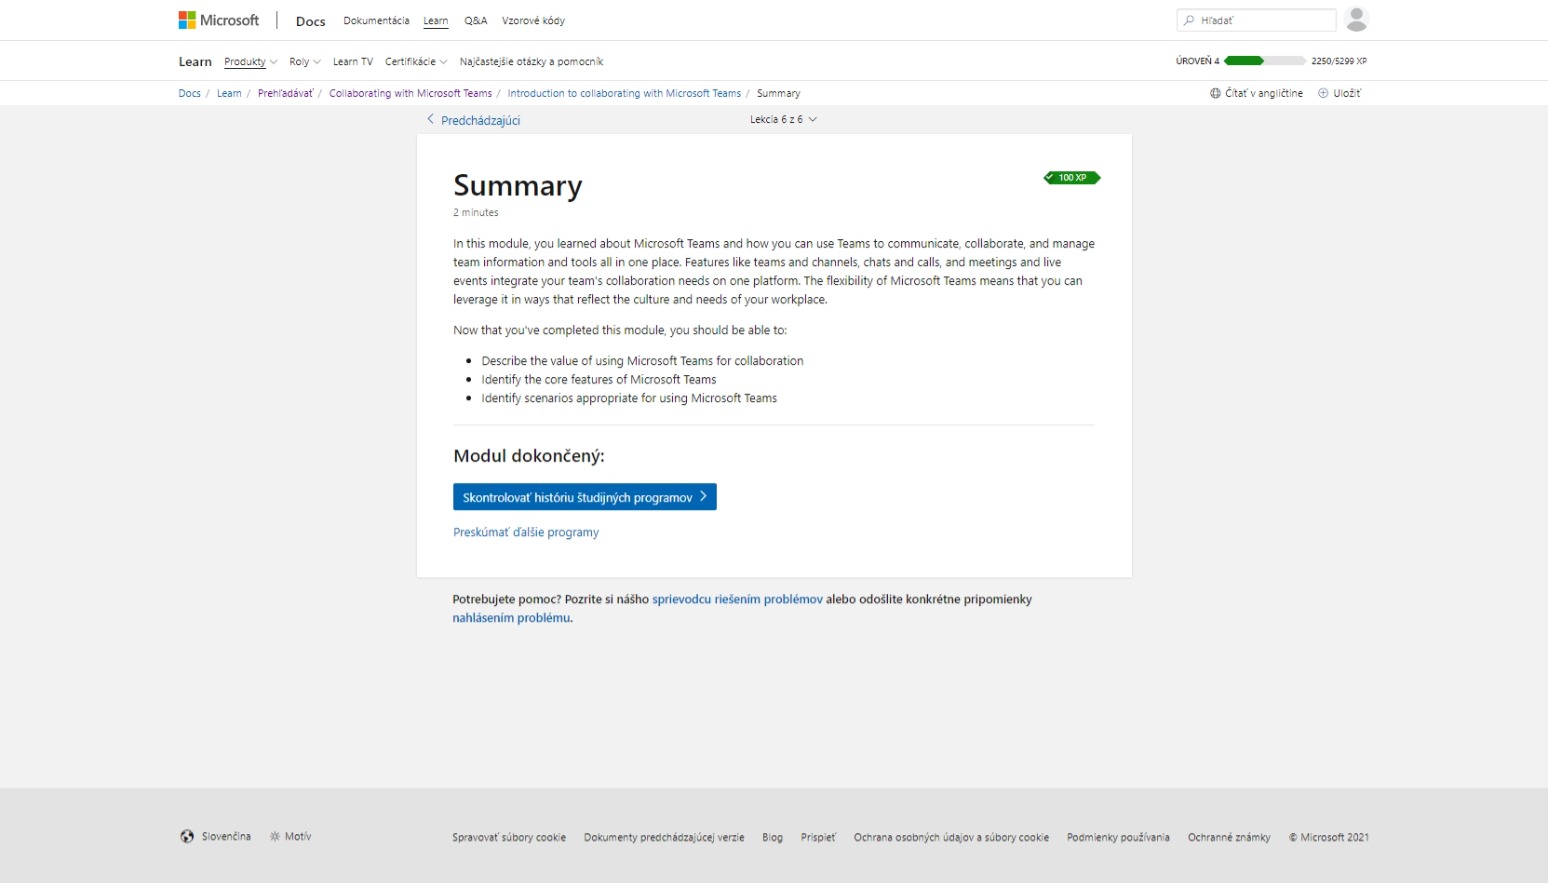 Microsoft Docs Dokumentácia Learn Q&A Vzorové kódy Hľadať
Learn Produkty Roly Learn TV Certifikácie Najčastejšie otázky a pomocník ÚROVEŇ 4 2250/5299 XP
Docs / Learn / Prehľadávať / Collaborating with Microsoft Teams / Introduction to collaborating with Microsoft Teams / Summary Čítať v angličtine Uložiť
Predchádzajúci Lekcia 6 z 6
Summary 100 XP
2 minutes
In this module, you learned about Microsoft Teams and how you can use Teams to communicate, collaborate, and manage
team information and tools all in one place. Features like teams and channels, chats and calls, and meetings and live
events integrate your team's collaboration needs on one platform. The flexibility of Microsoft Teams means that you can
leverage it in ways that reflect the culture and needs of your workplace.
Now that you've completed this module, you should be able to:
• Describe the value of using Microsoft Teams for collaboration
• Identify the core features of Microsoft Teams
• Identify scenarios appropriate for using Microsoft Teams
Modul dokončený:
Skontrolovať históriu študijných programov
Preskúmať ďalšie programy
Potrebujete pomoc? Pozrite si nášho sprievodcu riešením problémov alebo odošlite konkrétne pripomienky
nahlásením problému.
Slovenčina Motív Spravovať súbory cookie Dokumenty predchádzajúcej verzie Blog Prispieť Ochrana osobných údajov a súbory cookie Podmienky používania Ochranné známky © Microsoft 2021